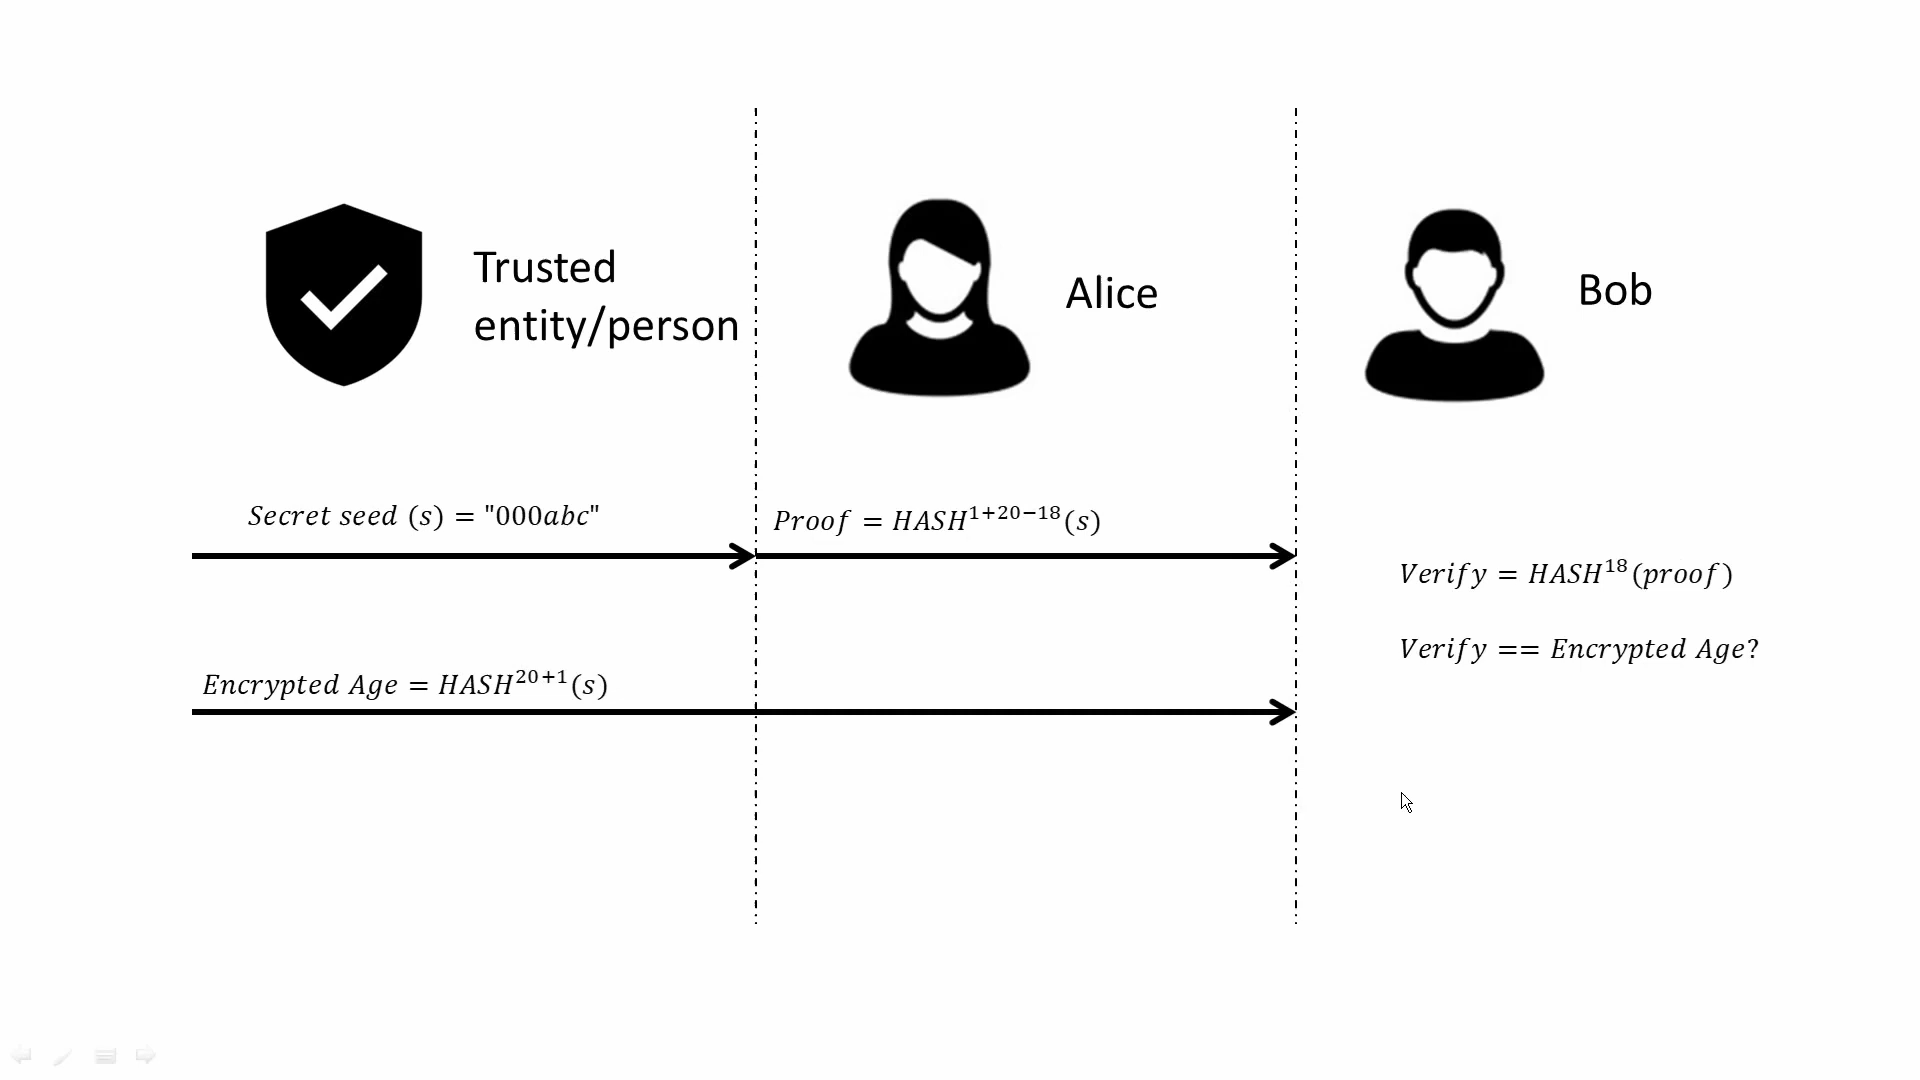 Trusted
entity/person
Alice
Bob
Secret seed (s) = "000abc"
Proof = HASH^{1+20−18}(s)
Verify = HASH^{18}(proof)
Verify == Encrypted Age?
Encrypted Age = HASH^{20+1}(s)